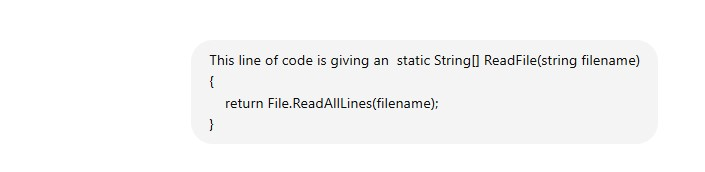 This line of code is giving an  static String[] ReadFile(string filename)
{
    return File.ReadAllLines(filename);
}